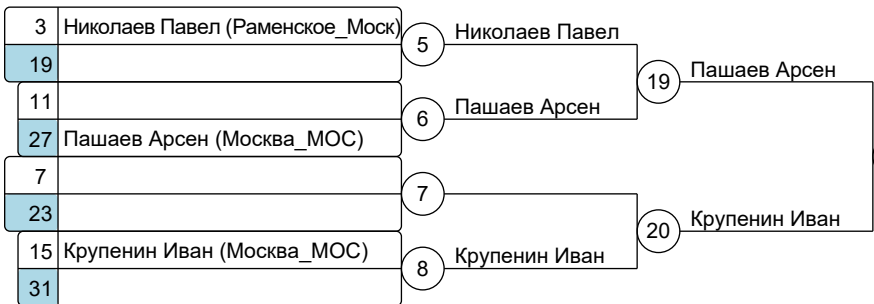 3 Николаев Павел (Раменское_Моск)
5 Николаев Павел
19
19 Пашаев Арсен
11
6 Пашаев Арсен
27 Пашаев Арсен (Москва_МОС)
7
7
23
20 Крупенин Иван
15 Крупенин Иван (Москва_МОС)
8 Крупенин Иван
31